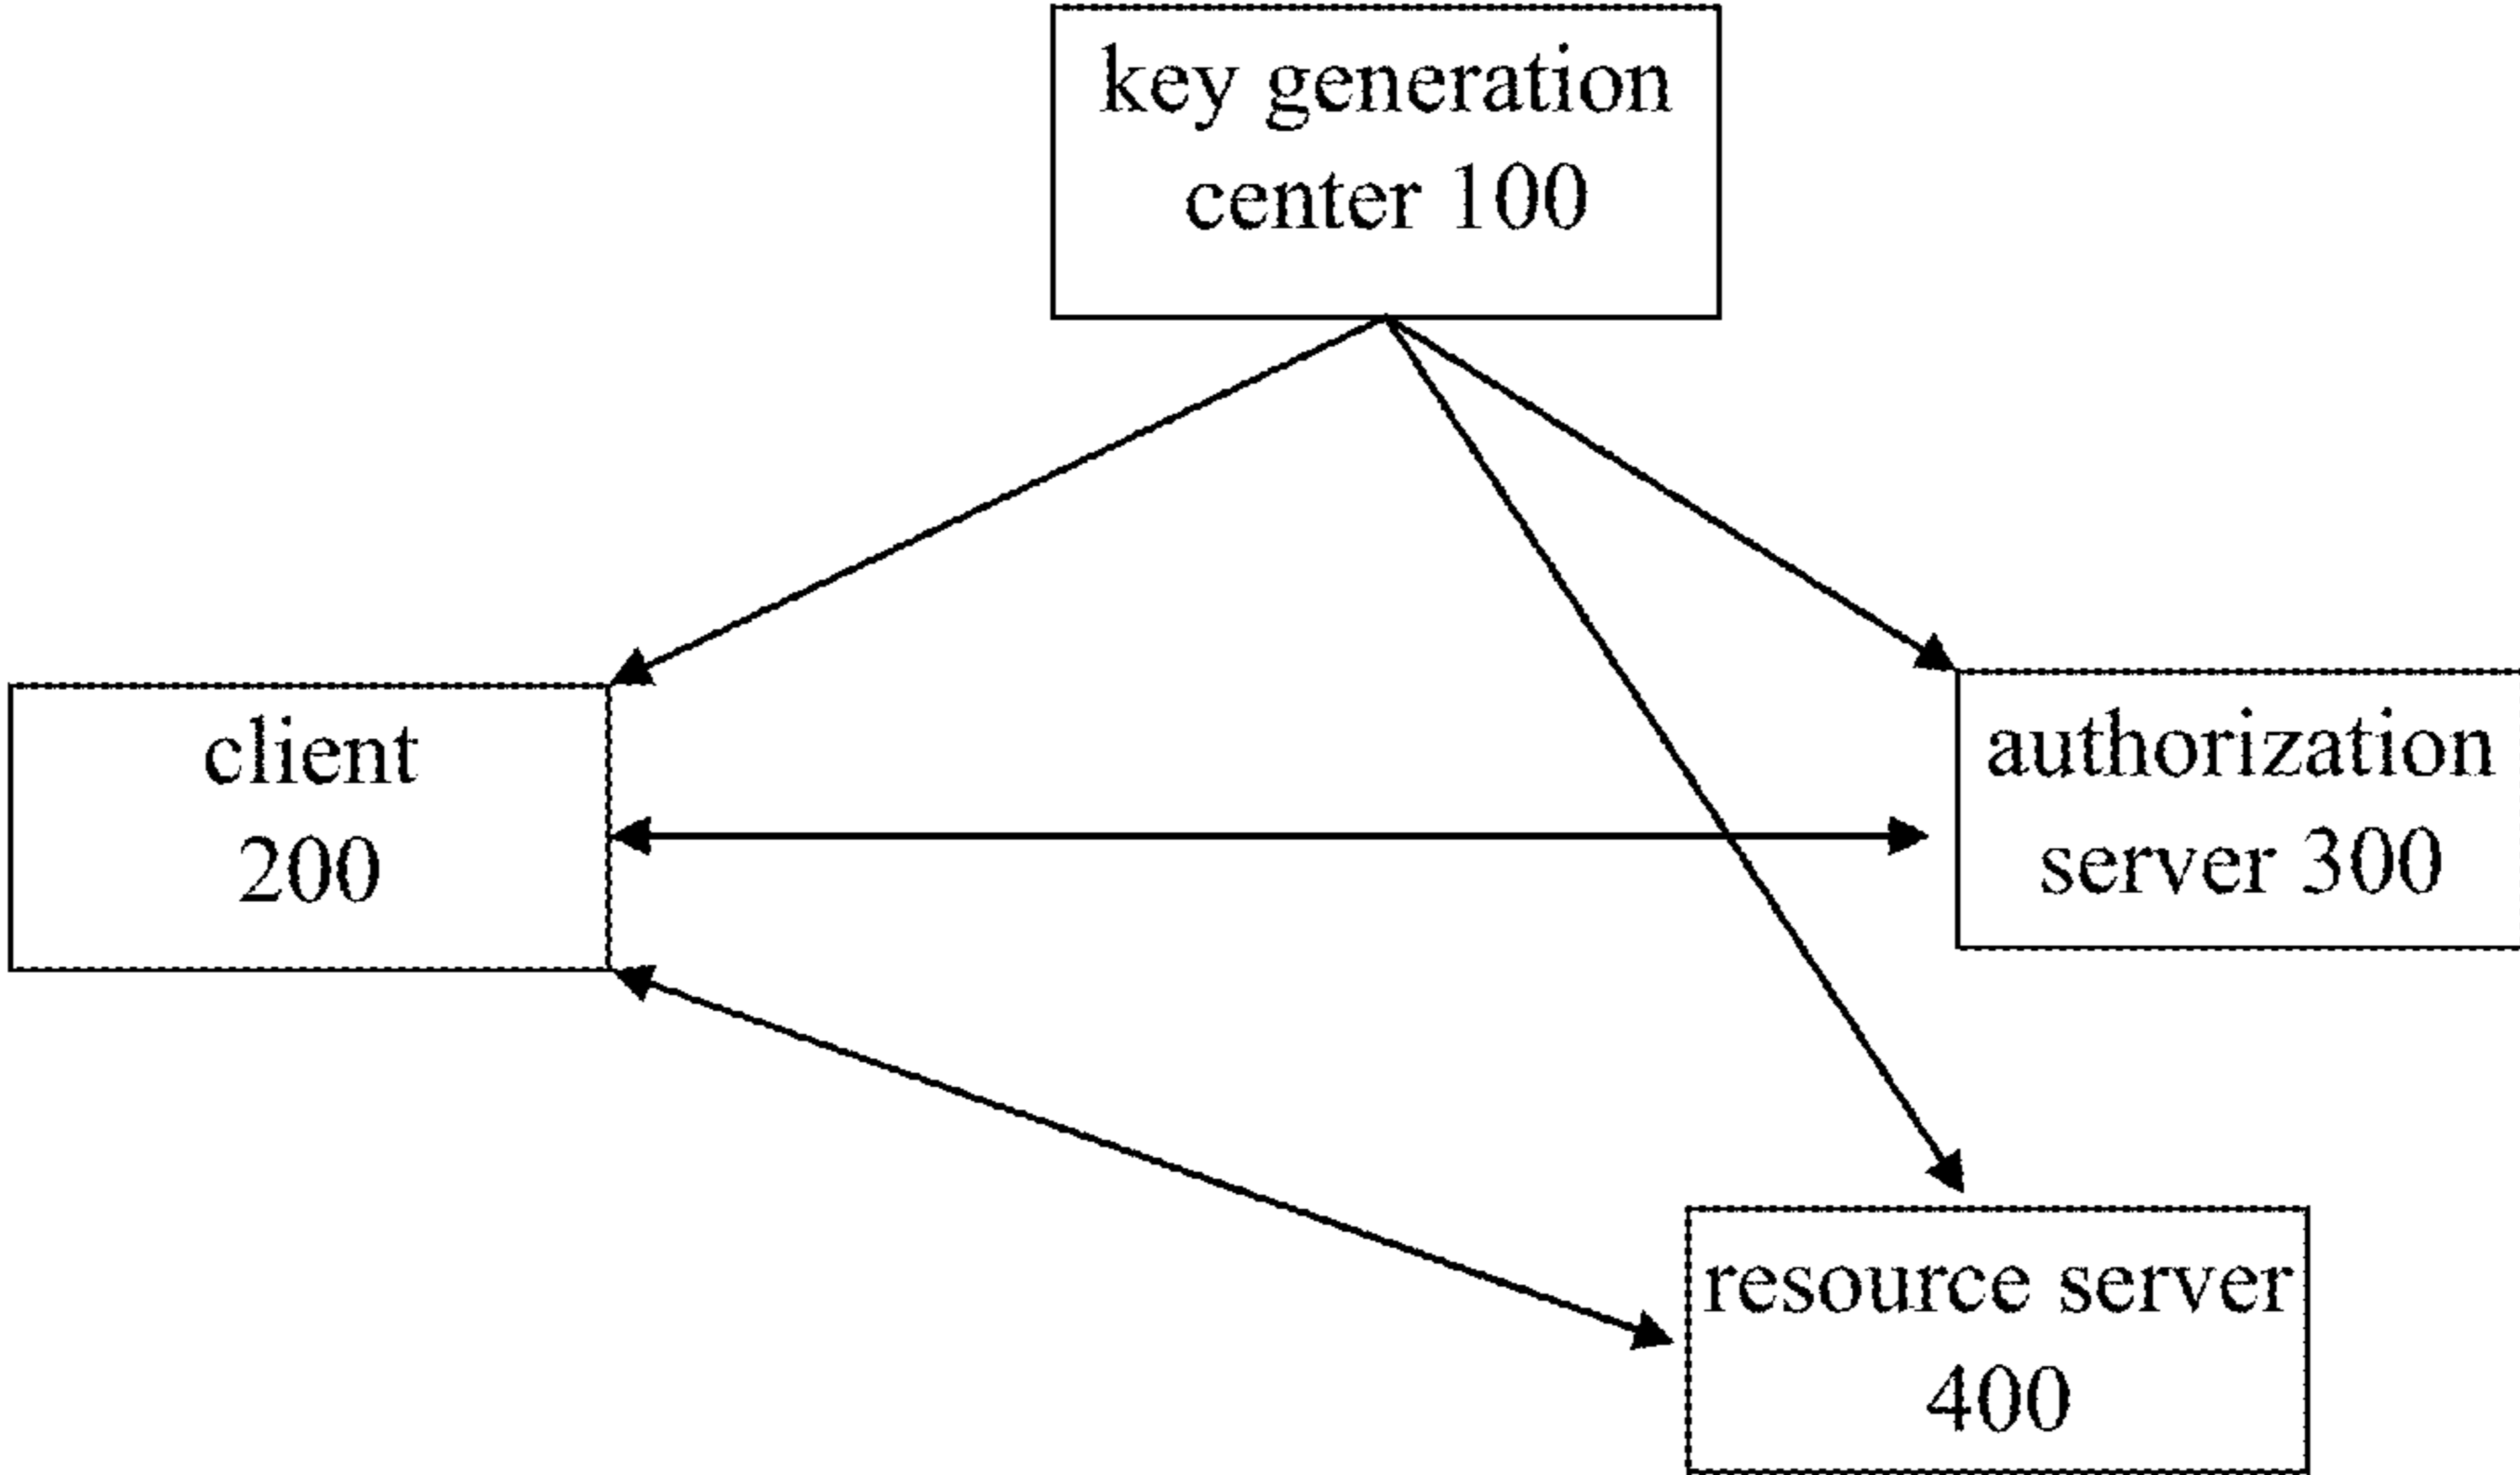 key generation
center 100
client
200
authorization
server 300
resource server
400